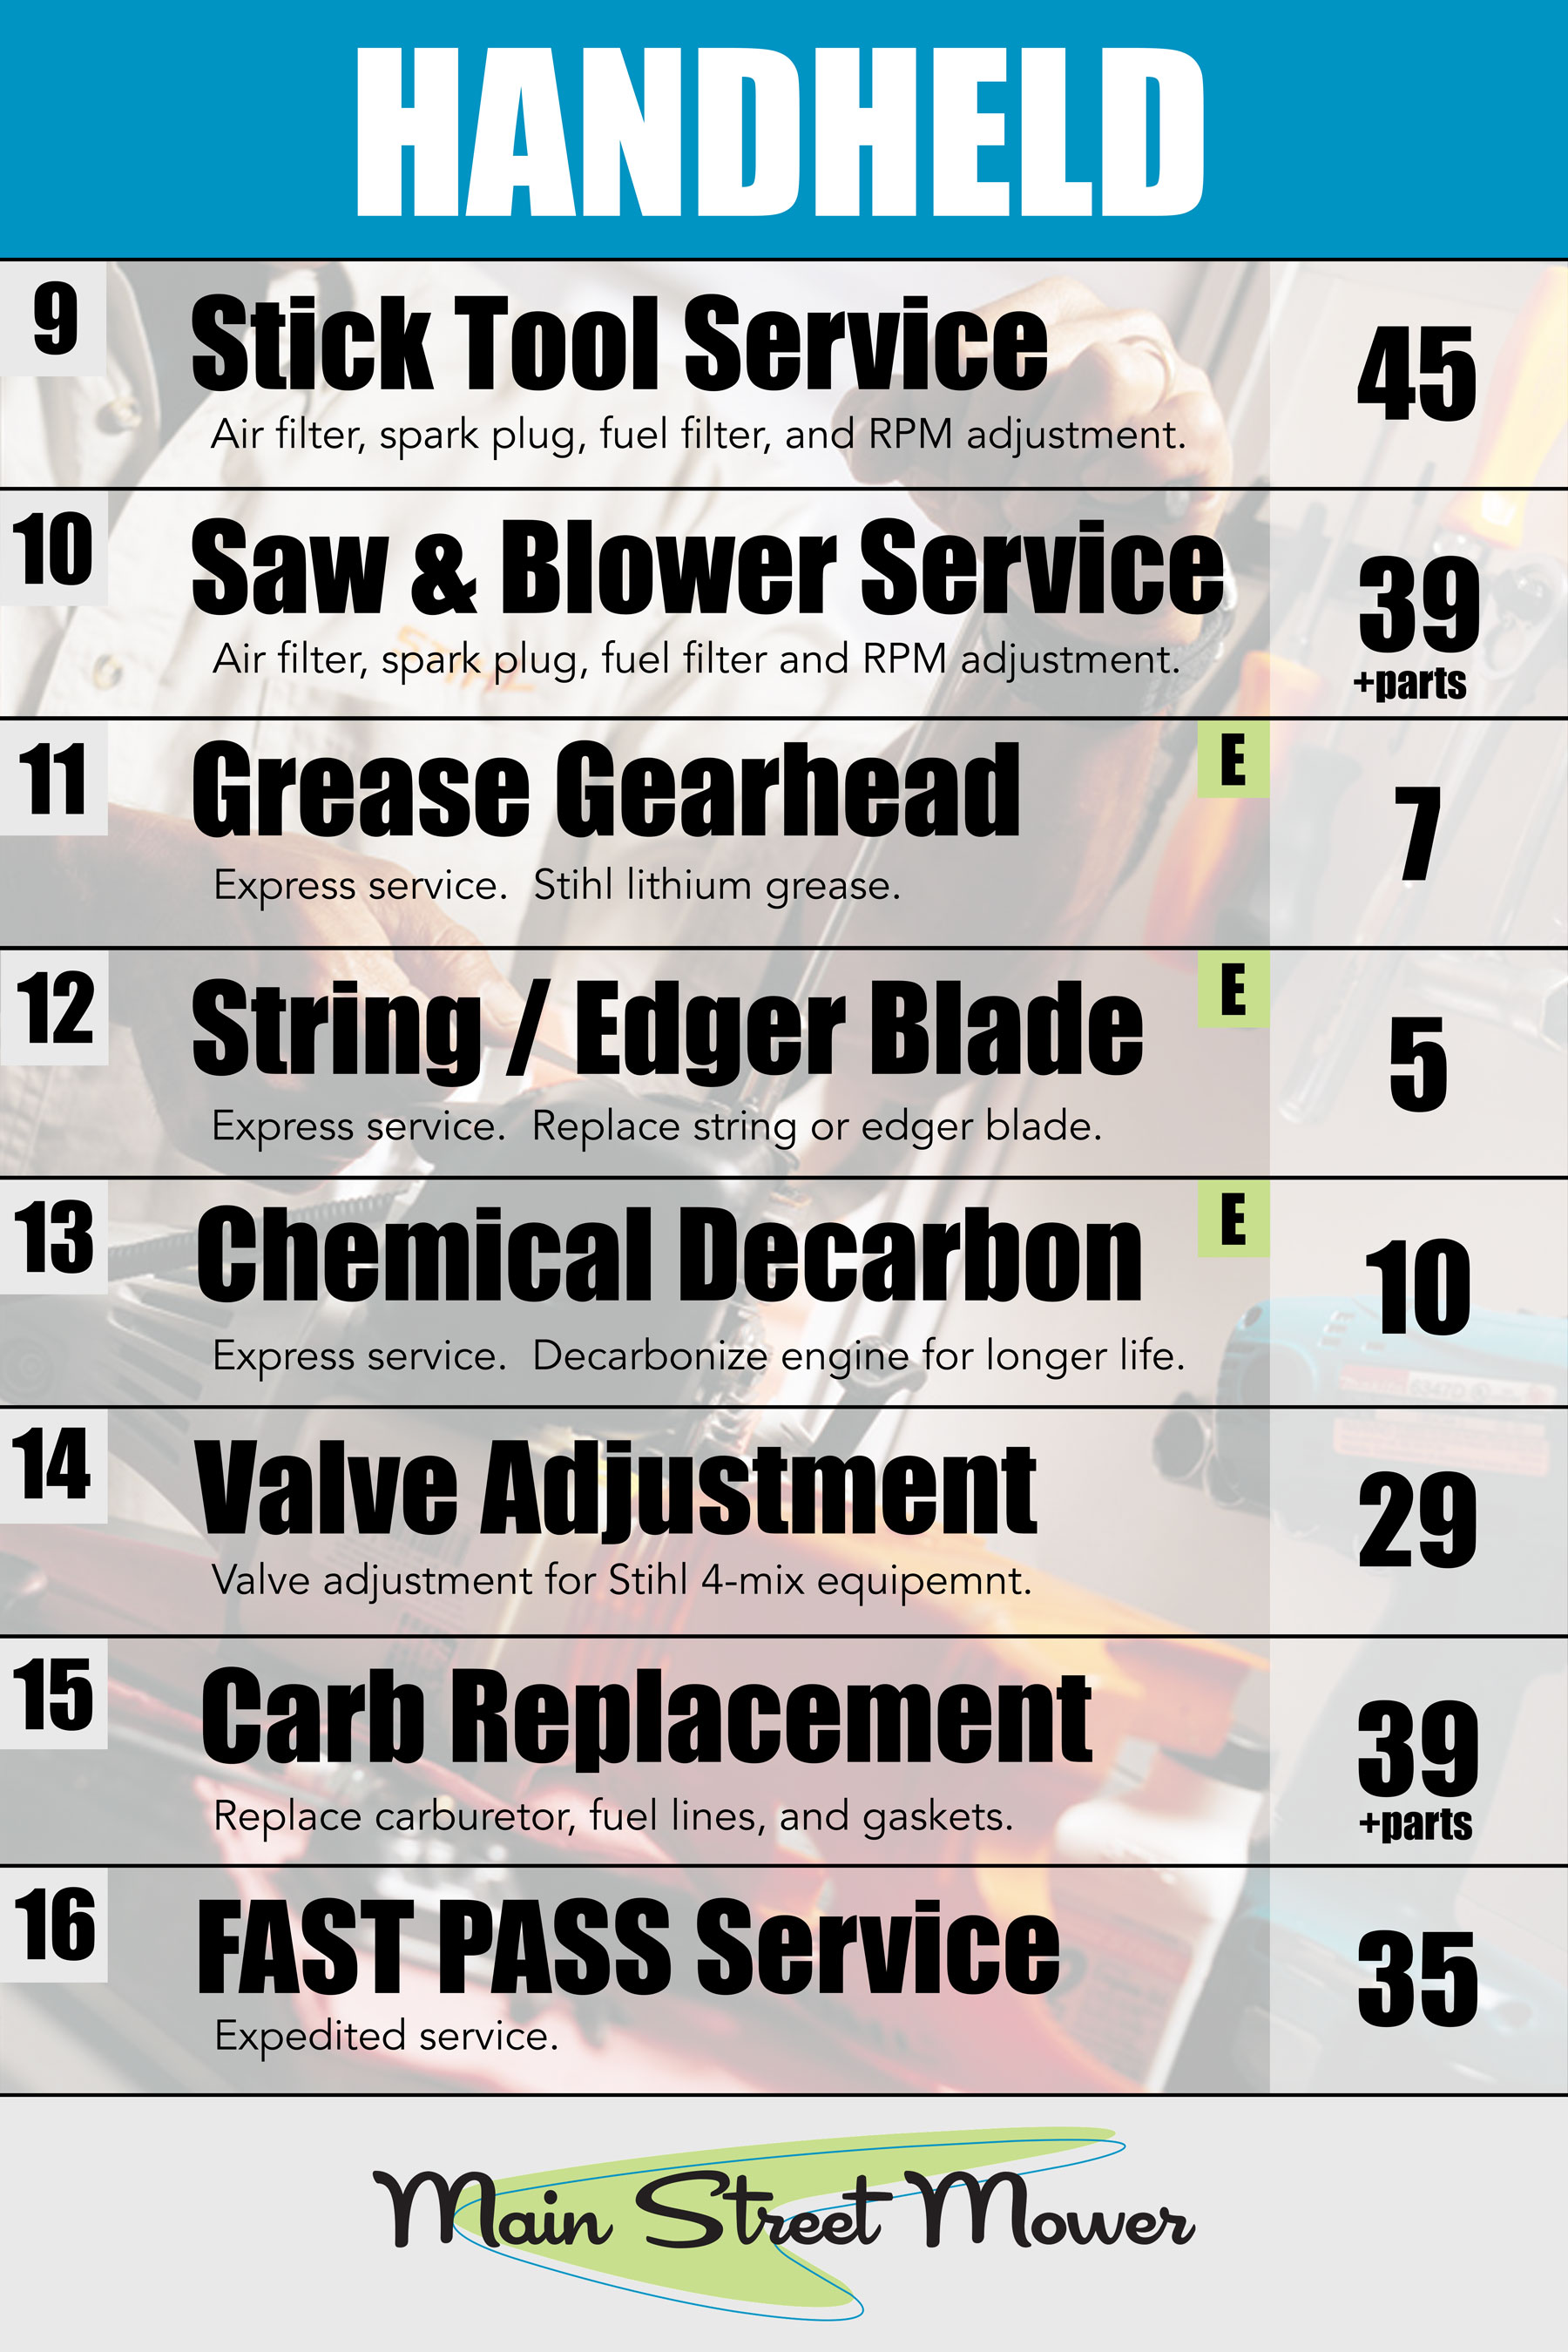 HANDHELD
9
Stick Tool Service
45
Air filter, spark plug, fuel filter, and RPM adjustment.
10
Saw & Blower Service
39
+parts
Air filter, spark plug, fuel filter and RPM adjustment.
11
Grease Gearhead
E
7
Express service. Stihl lithium grease.
12
String / Edger Blade
E
5
Express service. Replace string or edger blade.
13
Chemical Decarbon
E
10
Express service. Decarbonize engine for longer life.
14
Valve Adjustment
29
Valve adjustment for Stihl 4-mix equipemnt.
15
Carb Replacement
39
+parts
Replace carburetor, fuel lines, and gaskets.
16
FAST PASS Service
35
Expedited service.
Main Street Mower